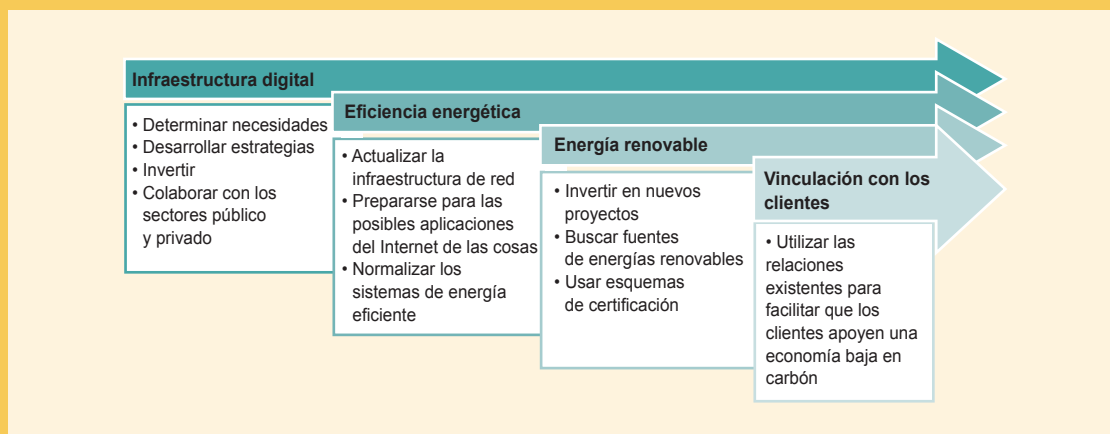 Infraestructura digital
• Determinar necesidades
• Desarrollar estrategias
• Invertir
• Colaborar con los
sectores público
y privado
Eficiencia energética
• Actualizar la
infraestructura de red
• Prepararse para las
posibles aplicaciones
del Internet de las cosas
• Normalizar los
sistemas de energía
eficiente
Energía renovable
• Invertir en nuevos
proyectos
• Buscar fuentes
de energías renovables
• Usar esquemas
de certificación
Vinculación con los
clientes
• Utilizar las
relaciones
existentes para
facilitar que los
clientes apoyen una
economía baja en
carbón